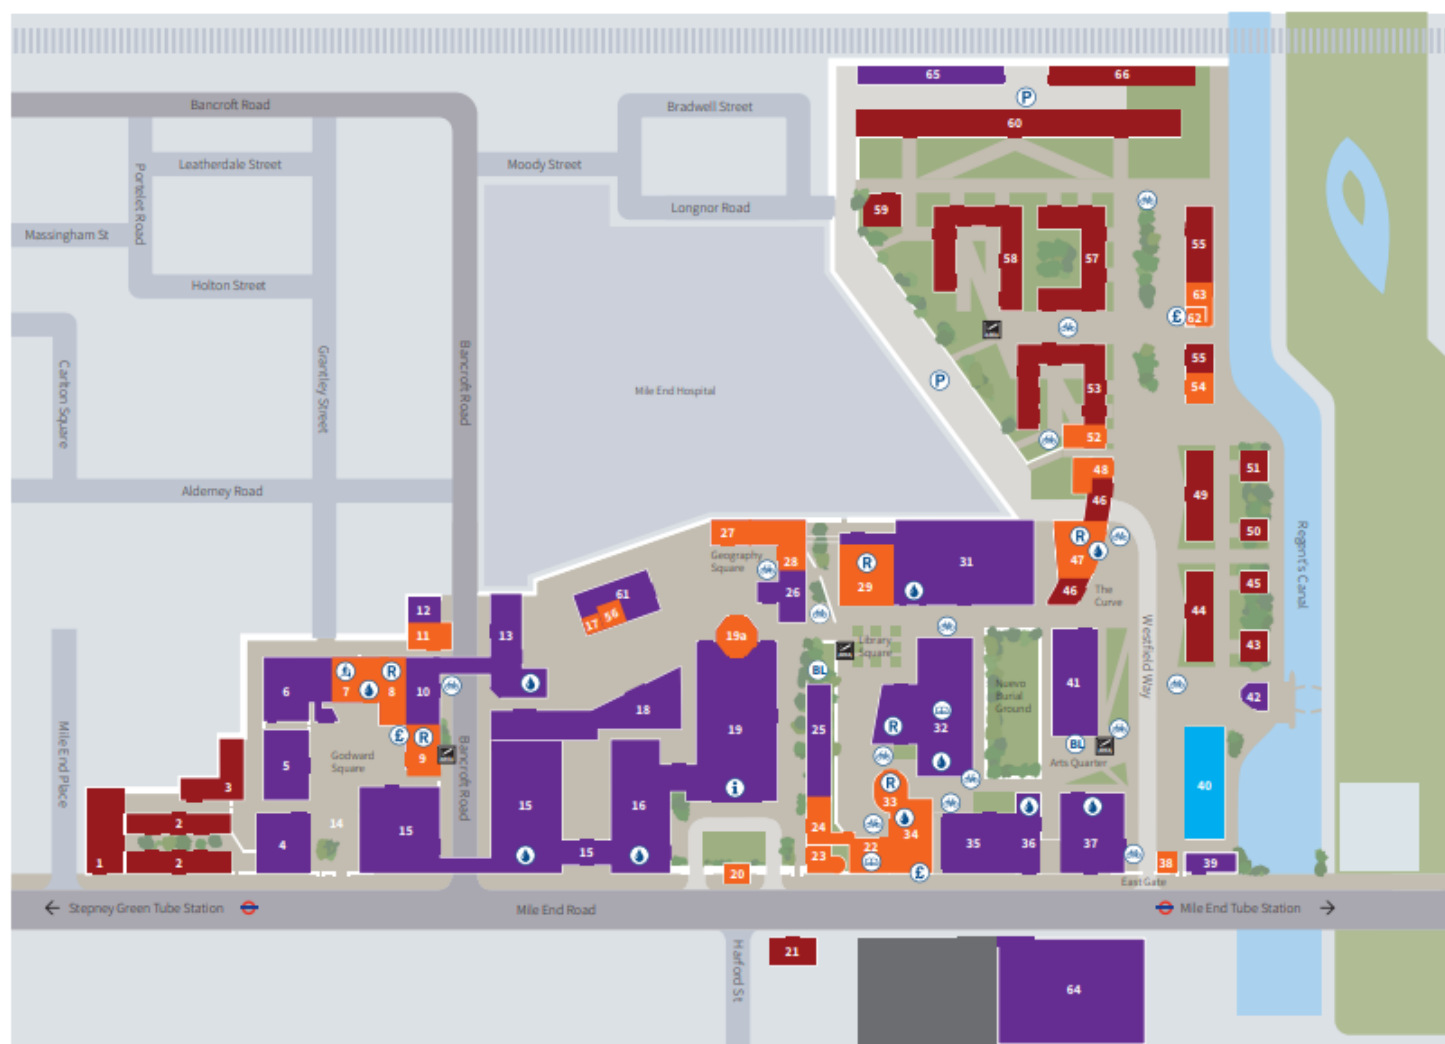 65
66
P
Bancroft Road
Bradwell Street
60
Leatherdale Street
Moody Street
Portelet Road
Longnor Road
59
Massingham St
55
58
57
Holton Street
63
£
62
Carlton Square
Grantley Street
Bancroft Road
55
P
Mile End Hospital
53
54
52
48
51
Alderney Road
49
46
27
50
R
Geography
Square
28
R
47
31
29
Regent's Canal
26
45
46
The
Curve
61
17
56
12
44
11
13
19a
Library
Square
43
Westfield Way
BL
6
7
R
8
10
Nuevo
Burial
Ground
41
42
18
25
R
32
19
£
R
9
BL
Mile End Place
Godward
Square
5
Bancroft Road
Arts Quarter
3
i
R
40
15
16
33
2
14
15
24
34
4
35
36
37
22
15
23
1
2
38
39
20
£
East Gate
← Stepney Green Tube Station
Mile End Road
Mile End Tube Station →
21
Harford St
64